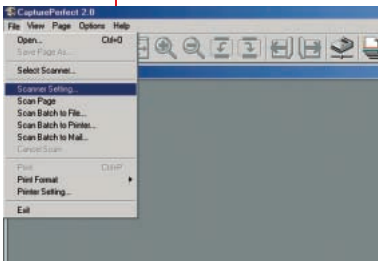 CapturePerfect 2.0
File View Page Options Help
Open... Ctrl+O
Save Page As...
Select Scanner...
Scanner Setting...
Scan Page
Scan Batch to File...
Scan Batch to Printer...
Scan Batch to Mail...
Cancel Scan
Print Ctrl+P
Print Format
Printer Setting...
Exit